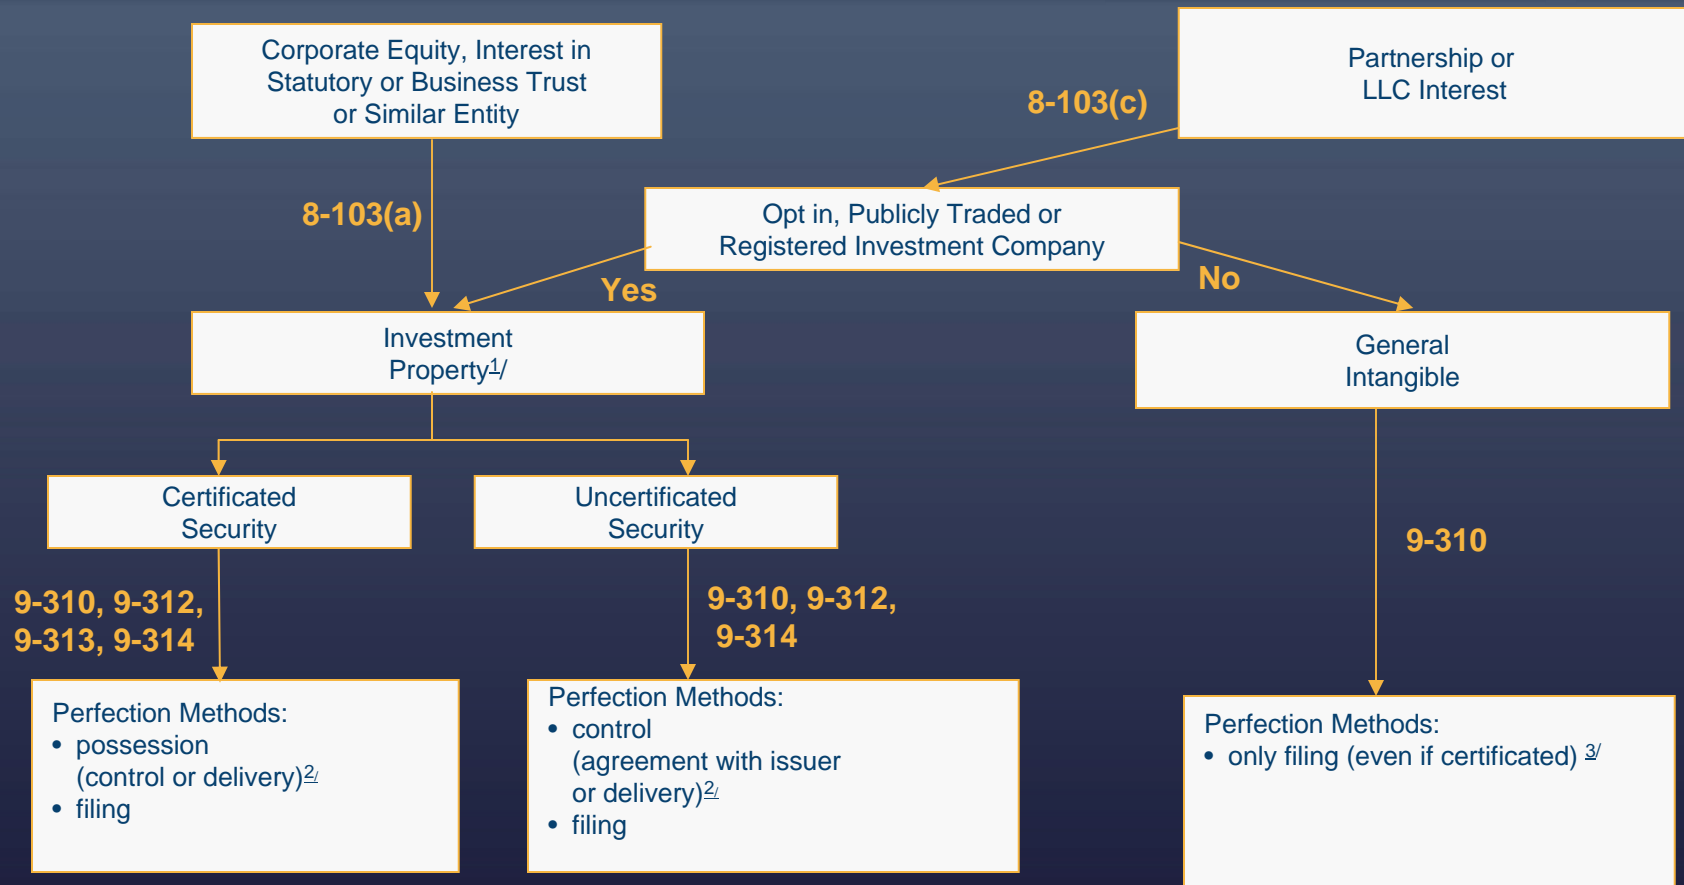 Corporate Equity, Interest in
Statutory or Business Trust
or Similar Entity
Partnership or
LLC Interest
8-103(c)
8-103(a)
Opt in, Publicly Traded or
Registered Investment Company
Yes
No
Investment
Property1/
General
Intangible
Certificated
Security
Uncertificated
Security
9-310
9-310, 9-312,
9-313, 9-314
9-310, 9-312,
9-314
Perfection Methods:
• possession
(control or delivery)2/
• filing
Perfection Methods:
• control
(agreement with issuer
or delivery)2/
• filing
Perfection Methods:
• only filing (even if certificated) 3/